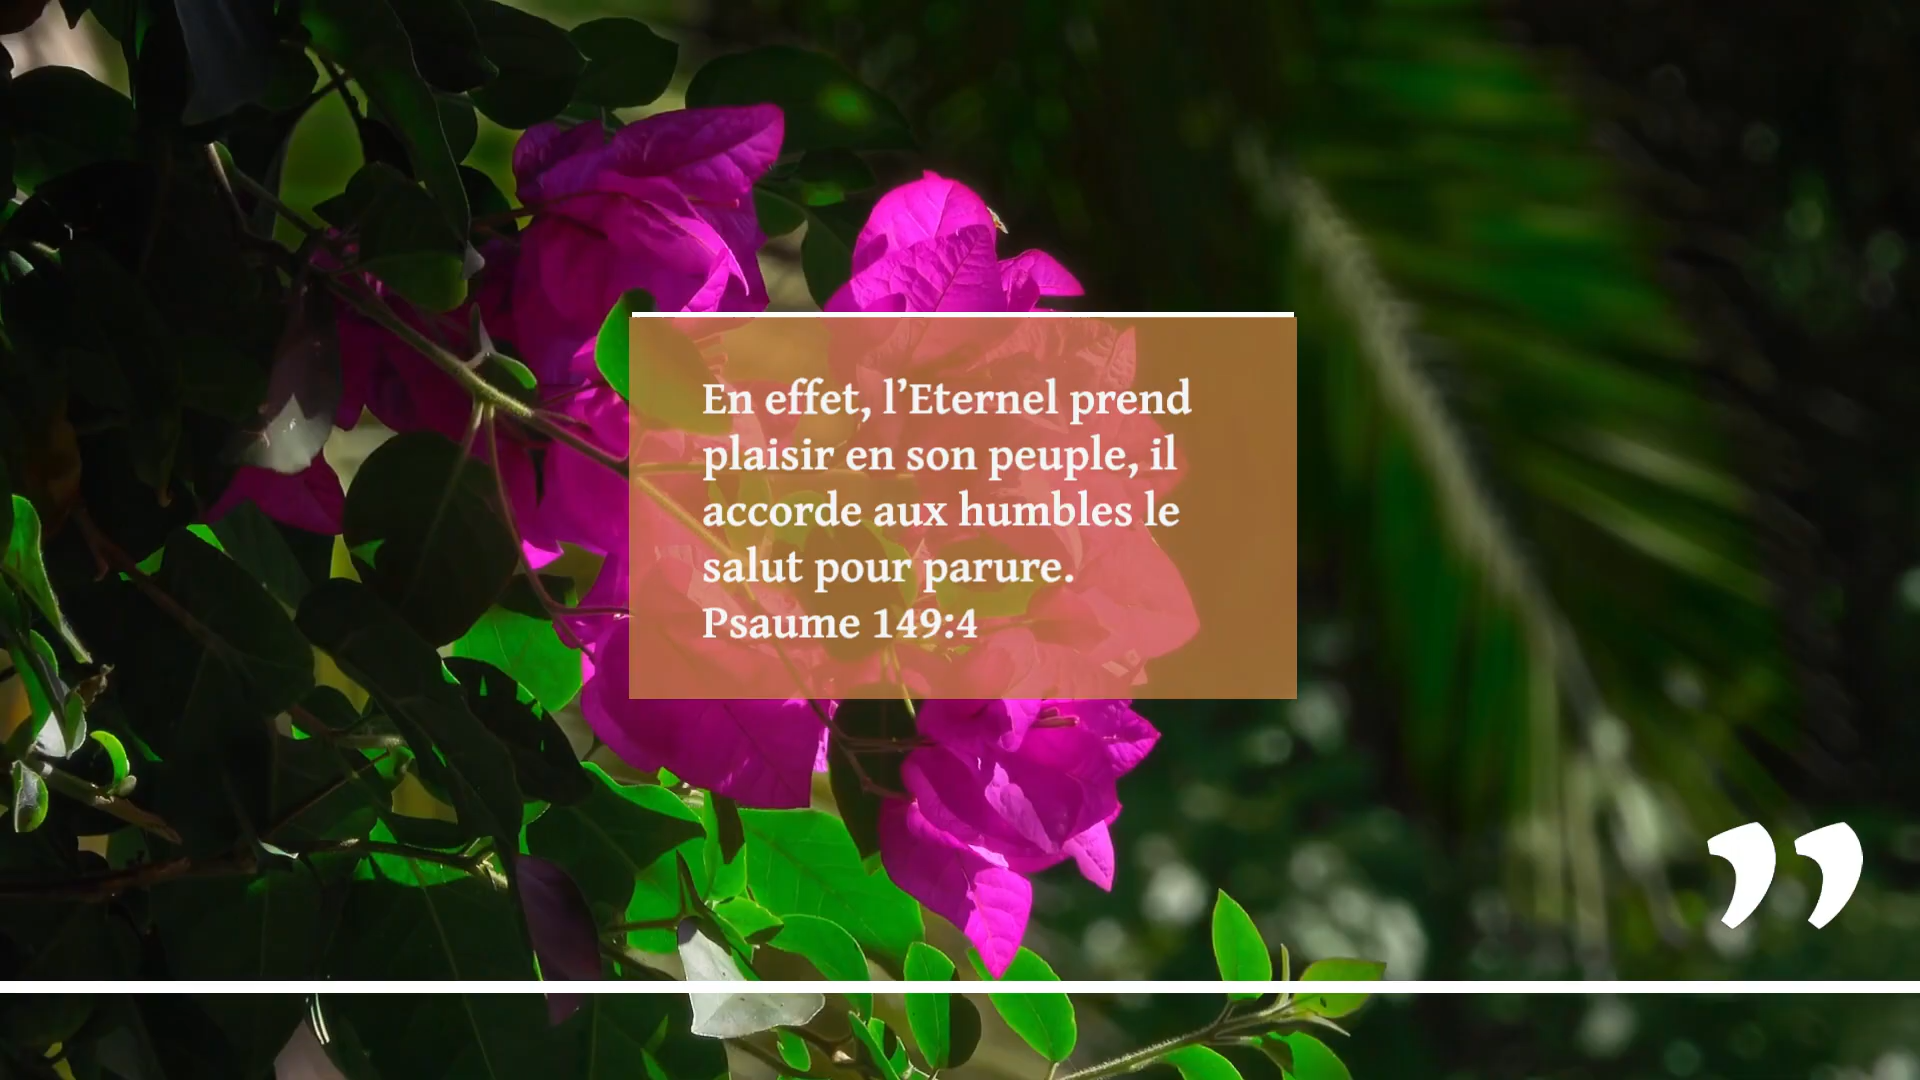 En effet, l’Eternel prend
plaisir en son peuple, il
accorde aux humbles le
salut pour parure.
Psaume 149:4
”